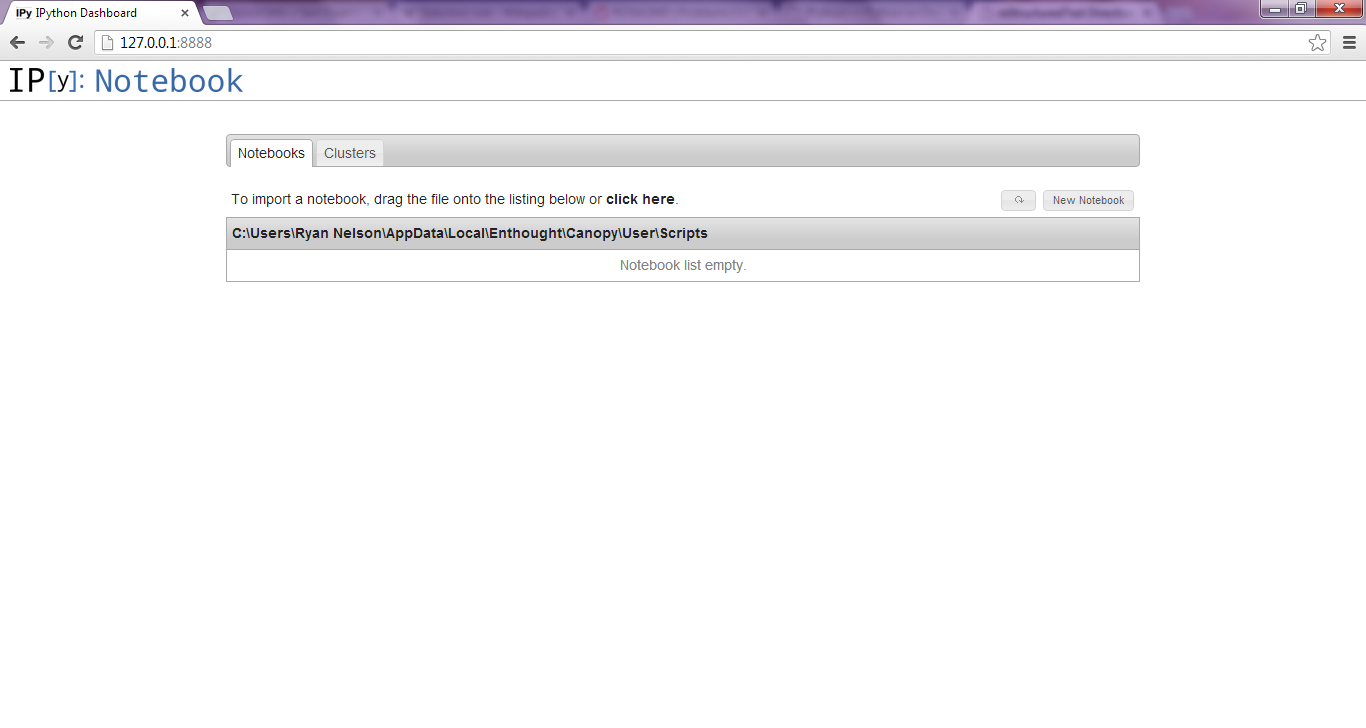 IPy IPython Dashboard
127.0.0.1:8888
IP[y]: Notebook
Notebooks Clusters
To import a notebook, drag the file onto the listing below or click here.
New Notebook
C:\Users\Ryan Nelson\AppData\Local\Enthought\Canopy\User\Scripts
Notebook list empty.